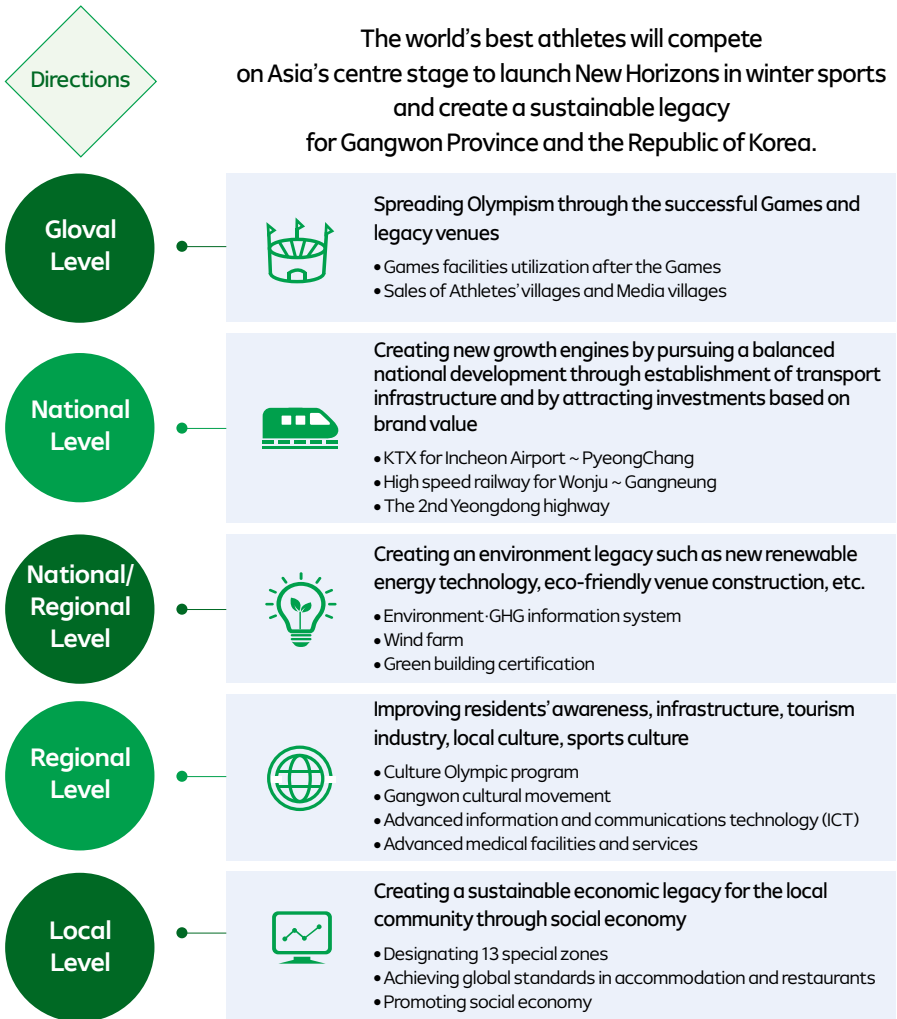 Directions
The world's best athletes will compete
on Asia's centre stage to launch New Horizons in winter sports
and create a sustainable legacy
for Gangwon Province and the Republic of Korea.
Gloval
Level
Spreading Olympism through the successful Games and
legacy venues
• Games facilities utilization after the Games
• Sales of Athletes' villages and Media villages
National
Level
Creating new growth engines by pursuing a balanced
national development through establishment of transport
infrastructure and by attracting investments based on
brand value
• KTX for Incheon Airport ~ PyeongChang
• High speed railway for Wonju ~ Gangneung
• The 2nd Yeongdong highway
National/
Regional
Level
Creating an environment legacy such as new renewable
energy technology, eco-friendly venue construction, etc.
• Environment·GHG information system
• Wind farm
• Green building certification
Regional
Level
Improving residents' awareness, infrastructure, tourism
industry, local culture, sports culture
• Culture Olympic program
• Gangwon cultural movement
• Advanced information and communications technology (ICT)
• Advanced medical facilities and services
Local
Level
Creating a sustainable economic legacy for the local
community through social economy
• Designating 13 special zones
• Achieving global standards in accommodation and restaurants
• Promoting social economy